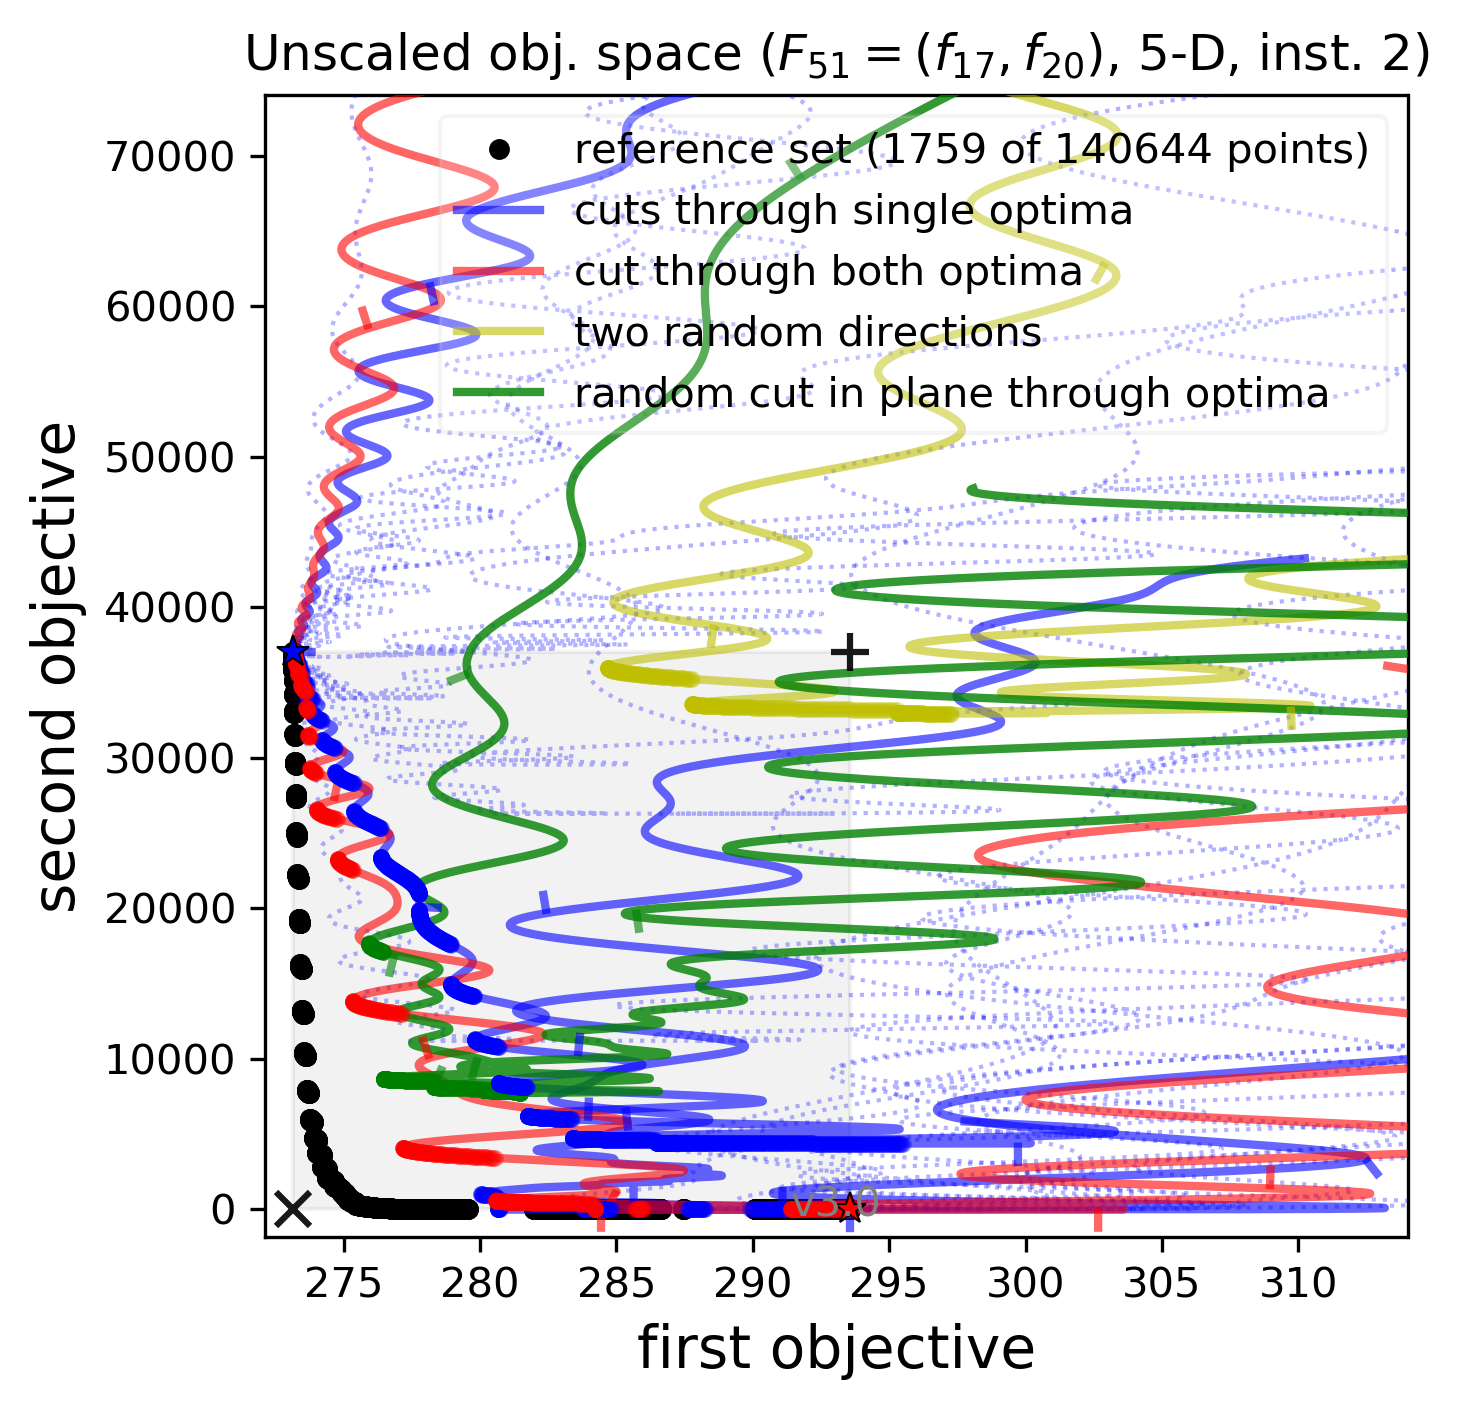 Unscaled obj. space (F₅₁ = (f₁₇, f₂₀), 5-D, inst. 2)
reference set (1759 of 140644 points)
cuts through single optima
cut through both optima
two random directions
random cut in plane through optima
70000
60000
50000
40000
30000
20000
10000
0
second objective
v3.0
275 280 285 290 295 300 305 310
first objective